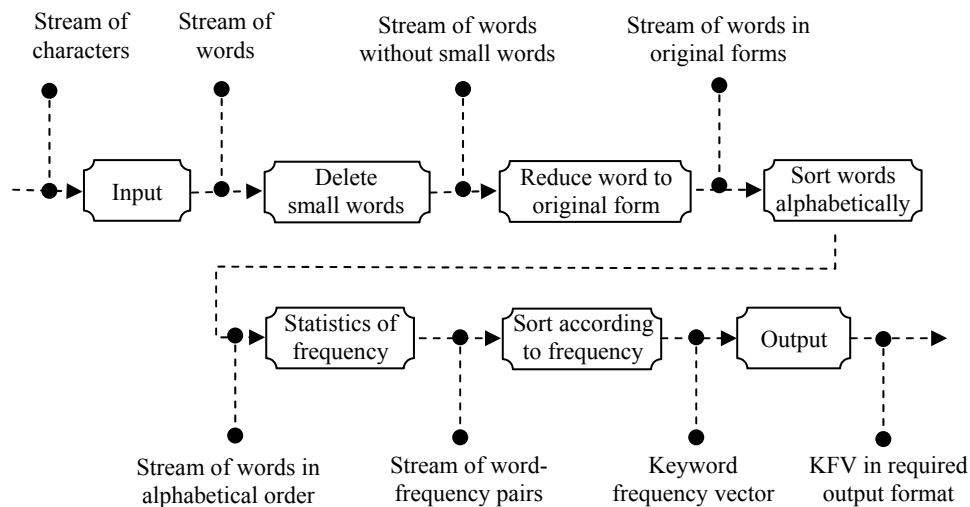 Stream of
characters
Stream of
words
Stream of words
without small words
Stream of words in
original forms
Input
Delete
small words
Reduce word to
original form
Sort words
alphabetically
Statistics of
frequency
Sort according
to frequency
Output
Stream of words in
alphabetical order
Stream of word-
frequency pairs
Keyword
frequency vector
KFV in required
output format